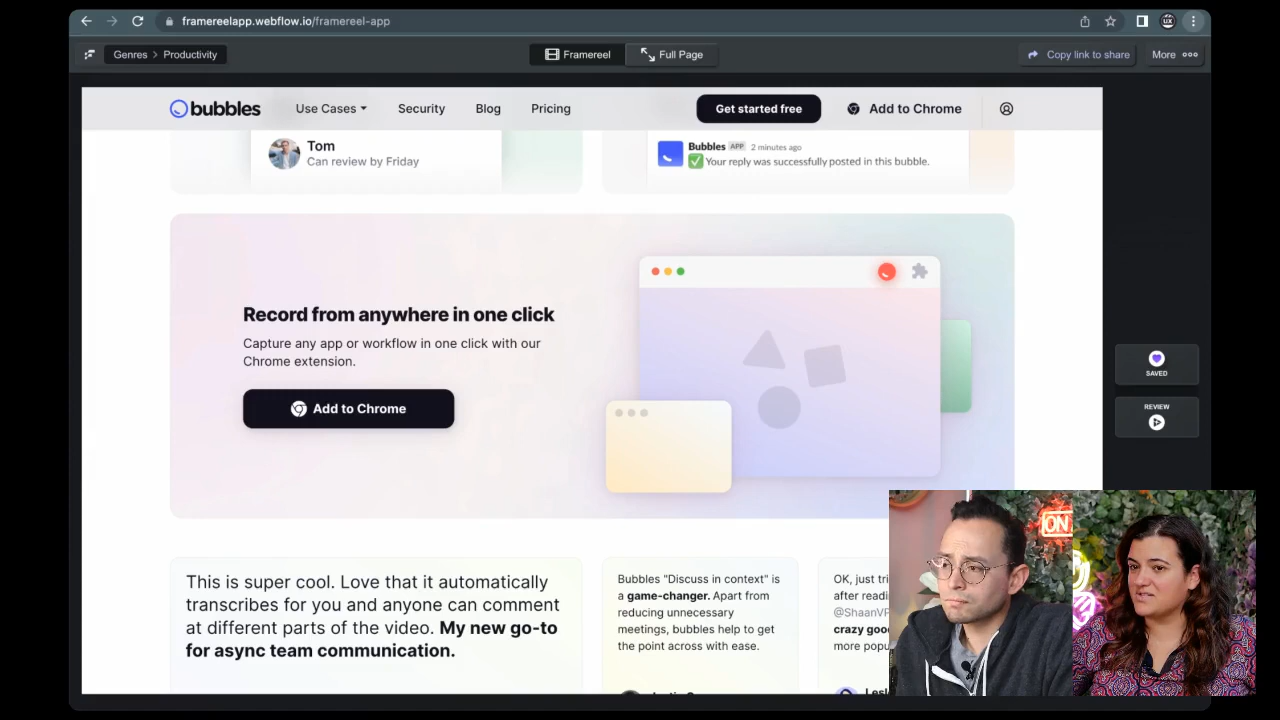 framereelapp.webflow.io/framereel-app
Genres > Productivity
Framereel
Full Page
Copy link to share
More
bubbles
Use Cases
Security
Blog
Pricing
Get started free
Add to Chrome
Tom
Can review by Friday
Bubbles APP 2 minutes ago
✅ Your reply was successfully posted in this bubble.
Record from anywhere in one click
Capture any app or workflow in one click with our
Chrome extension.
Add to Chrome
SAVED
REVIEW
ON
This is super cool. Love that it automatically
transcribes for you and anyone can comment
at different parts of the video. My new go-to
for async team communication.
Bubbles "Discuss in context" is
a game-changer. Apart from
reducing unnecessary
meetings, bubbles help to get
the point across with ease.
OK, just tri
after readi
@ShaanVP
crazy goo
more popu